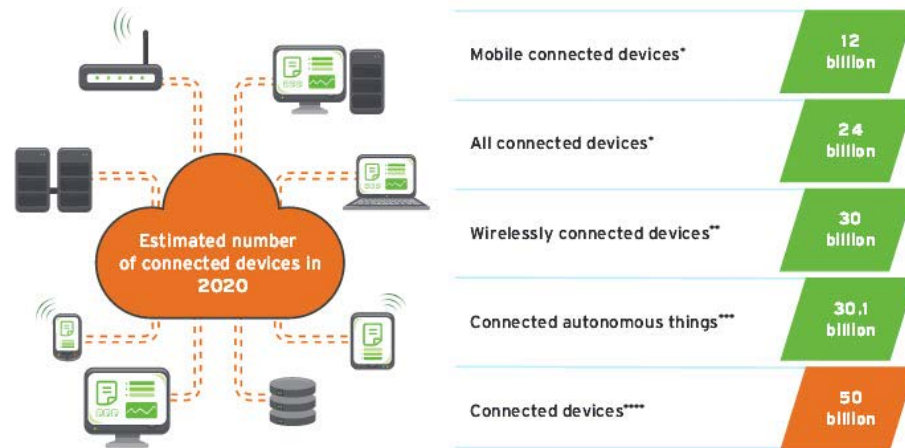 Estimated number
of connected devices in
2020
Mobile connected devices*
12
billion
All connected devices*
24
billion
Wirelessly connected devices**
30
billion
Connected autonomous things***
30.1
billion
Connected devices****
50
billion